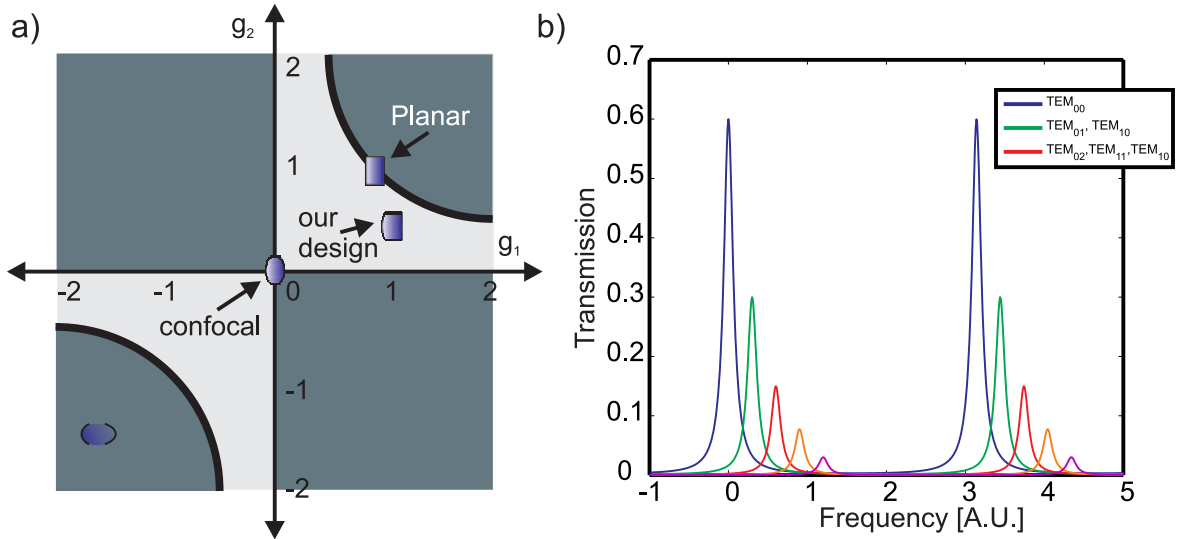 a)
g₂
2
Planar
1
our
design
g₁
-2 -1 0 1 2
confocal
-1
-2
b)
0.7
0.6
0.5
0.4
0.3
0.2
0.1
0
Transmission
TEM₀₀
TEM₀₁, TEM₁₀
TEM₀₂,TEM₁₁,TEM₁₀
-1 0 1 2 3 4 5
Frequency [A.U.]